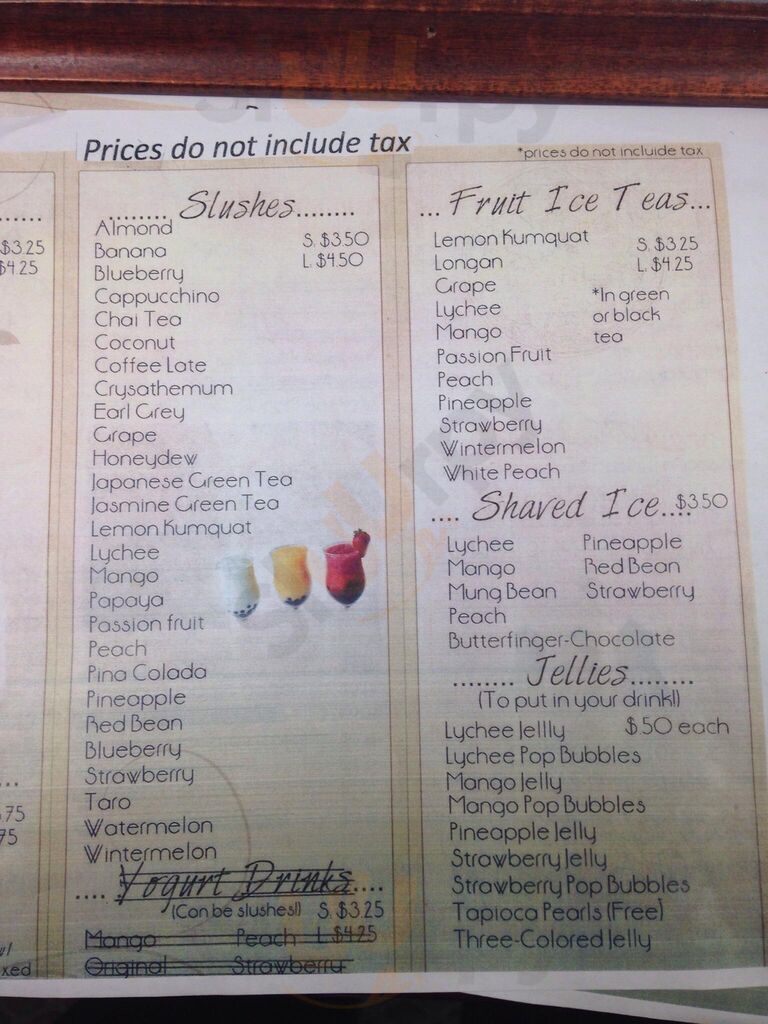 Prices do not include tax
*prices do not incluide tax
$3.25
$4.25
.75
75
xed
......... Slushes........
Almond
Banana S. $3.50
Blueberry L. $4.50
Cappucchino
Chai Tea
Coconut
Coffee Late
Crysathemum
Earl Grey
Grape
Honeydew
Japanese Green Tea
Jasmine Green Tea
Lemon Kumquat
Lychee
Mango
Papaya
Passion fruit
Peach
Pina Colada
Pineapple
Red Bean
Blueberry
Strawberry
Taro
Watermelon
Wintermelon
.... Yogurt Drinks....
(Can be slushes!) S. $3.25
Mango Peach L. $4.25
Original Strawberry
... Fruit Ice Teas...
Lemon Kumquat S. $3.25
Longan L. $4.25
Grape *In green
Lychee or black
Mango tea
Passion Fruit
Peach
Pineapple
Strawberry
Wintermelon
White Peach
.... Shaved Ice.... $3.50
Lychee Pineapple
Mango Red Bean
Mung Bean Strawberry
Peach
Butterfinger-Chocolate
........ Jellies........
(To put in your drink!)
Lychee Jellly $.50 each
Lychee Pop Bubbles
Mango Jelly
Mango Pop Bubbles
Pineapple Jelly
Strawberry Jelly
Strawberry Pop Bubbles
Tapioca Pearls (Free)
Three-Colored Jelly